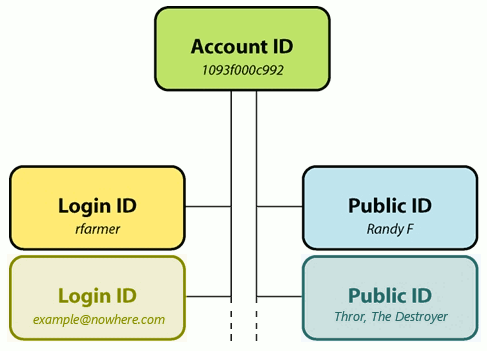 Account ID
1093f000c992
Login ID
rfarmer
Public ID
Randy F
Login ID
example@nowhere.com
Public ID
Thror, The Destroyer